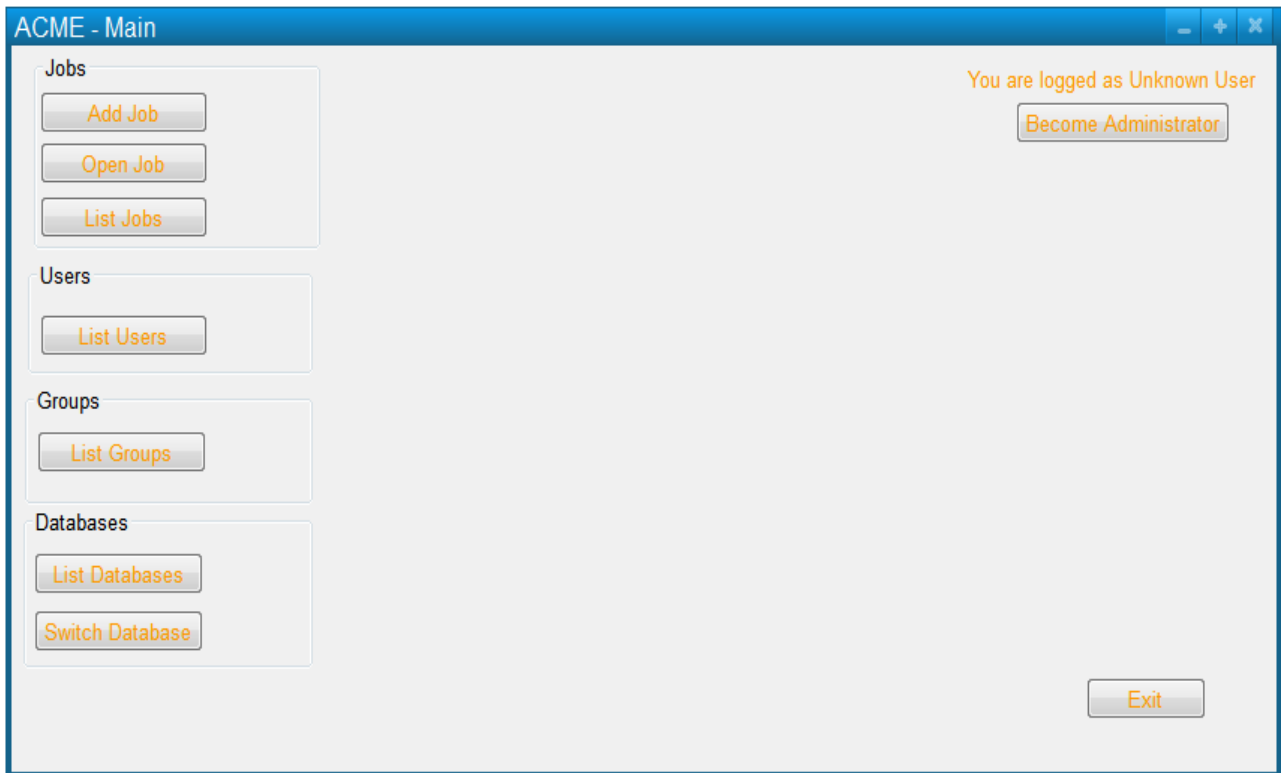 ACME - Main
Jobs
Add Job
Open Job
List Jobs
You are logged as Unknown User
Become Administrator
Users
List Users
Groups
List Groups
Databases
List Databases
Switch Database
Exit